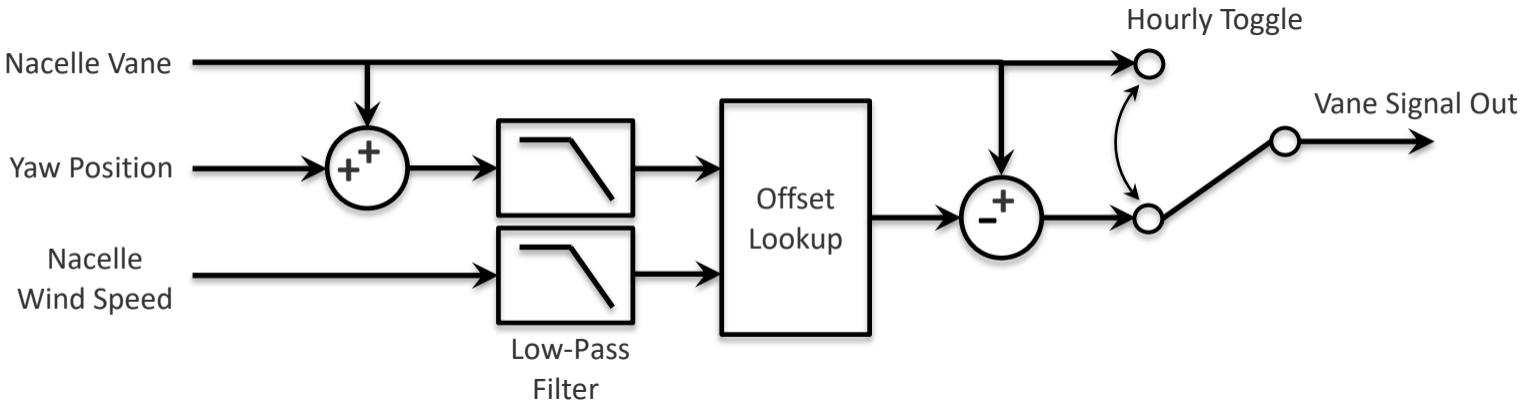 Hourly Toggle
Nacelle Vane
Vane Signal Out
Yaw Position
+
+
Offset
Lookup
+
-
Nacelle
Wind Speed
Low-Pass
Filter